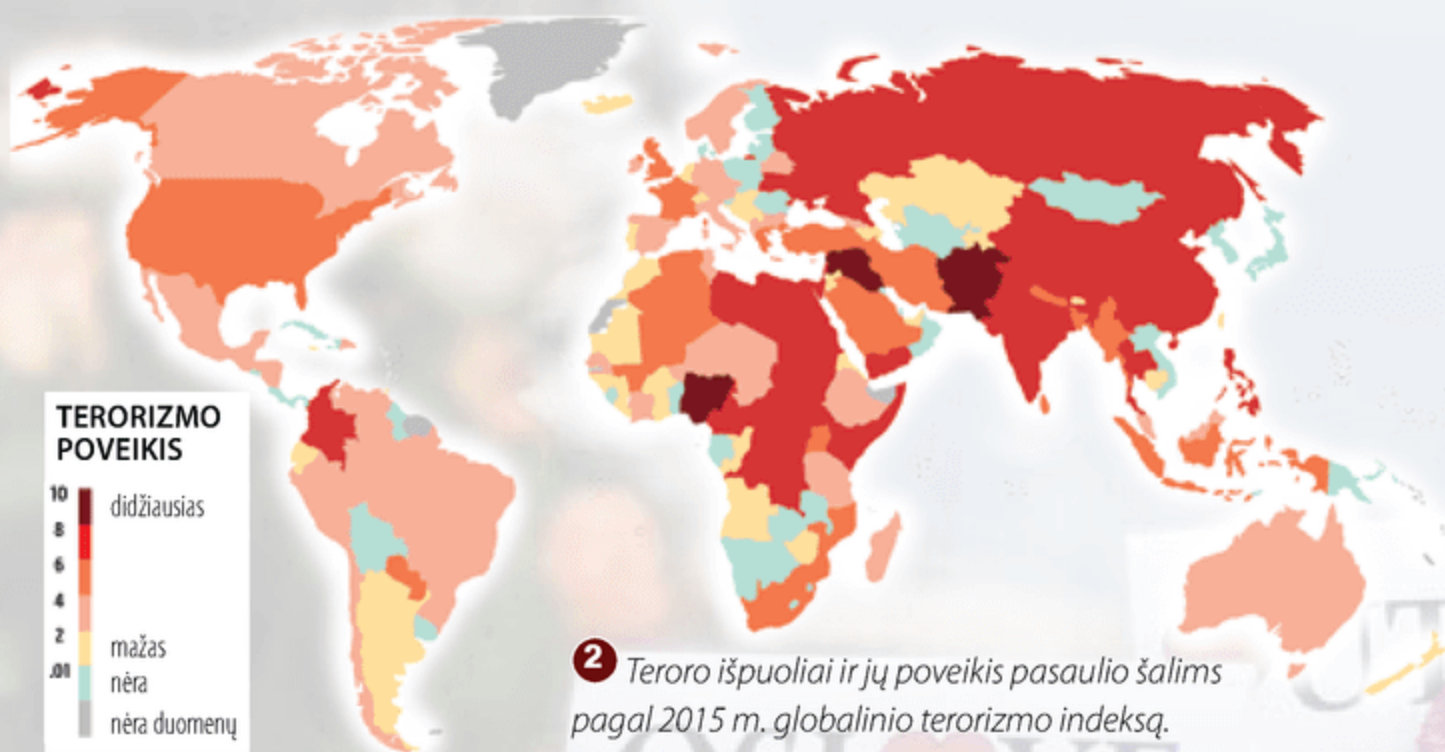 TERORIZMO
POVEIKIS
10
8
6
4
2
.01
didžiausias
mažas
nėra
nėra duomenų
2 Teroro išpuoliai ir jų poveikis pasaulio šalims
pagal 2015 m. globalinio terorizmo indeksą.